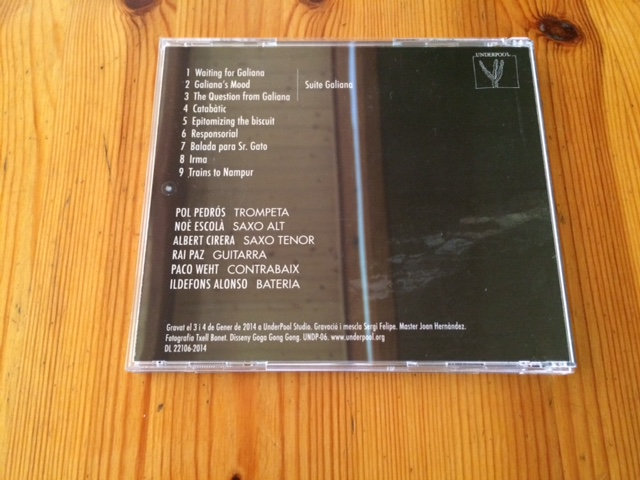 UNDERPOOL
1 Waiting for Galiana
2 Galiana's Mood
3 The Question from Galiana
Suite Galiana
4 Catabàtic
5 Epitomizing the biscuit
6 Responsorial
7 Balada para Sr. Gato
8 Irma
9 Trains to Nampur
POL PEDRÓS TROMPETA
NOÈ ESCOLÀ SAXO ALT
ALBERT CIRERA SAXO TENOR
RAI PAZ GUITARRA
PACO WEHT CONTRABAIX
ILDEFONS ALONSO BATERIA
Gravat el 3 i 4 de Gener de 2014 a UnderPool Studio. Gravació i mescla Sergi Felipe. Master Joan Hernàndez.
Fotografia Txell Bonet. Disseny Goga Gong Gong. UNDP-06. www.underpool.org
DL 22106-2014